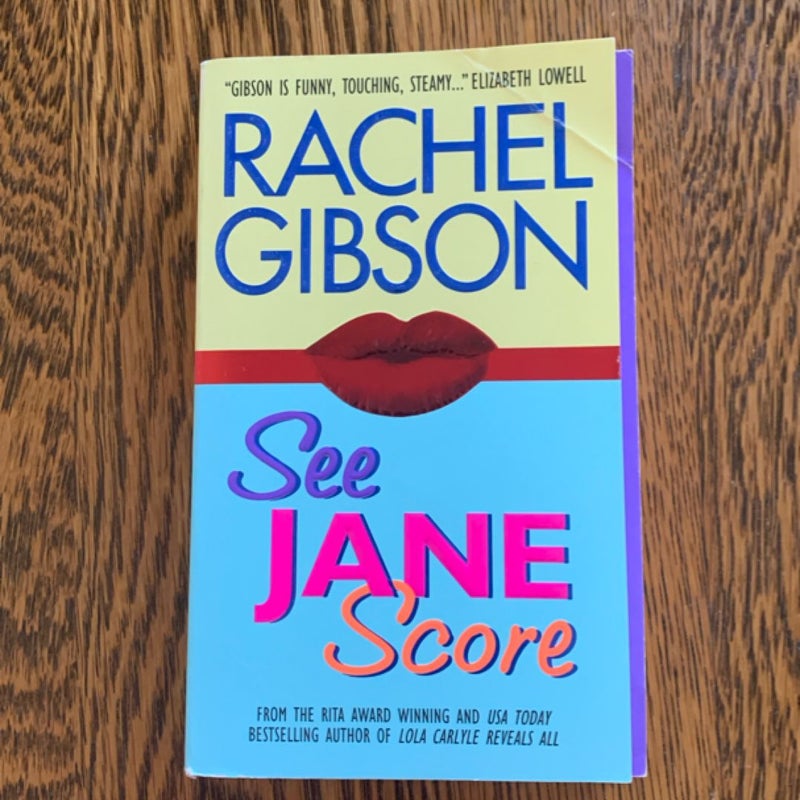 "GIBSON IS FUNNY, TOUCHING, STEAMY..." ELIZABETH LOWELL
RACHEL
GIBSON
See
JANE
Score
FROM THE RITA AWARD WINNING AND USA TODAY
BESTSELLING AUTHOR OF LOLA CARLYLE REVEALS ALL